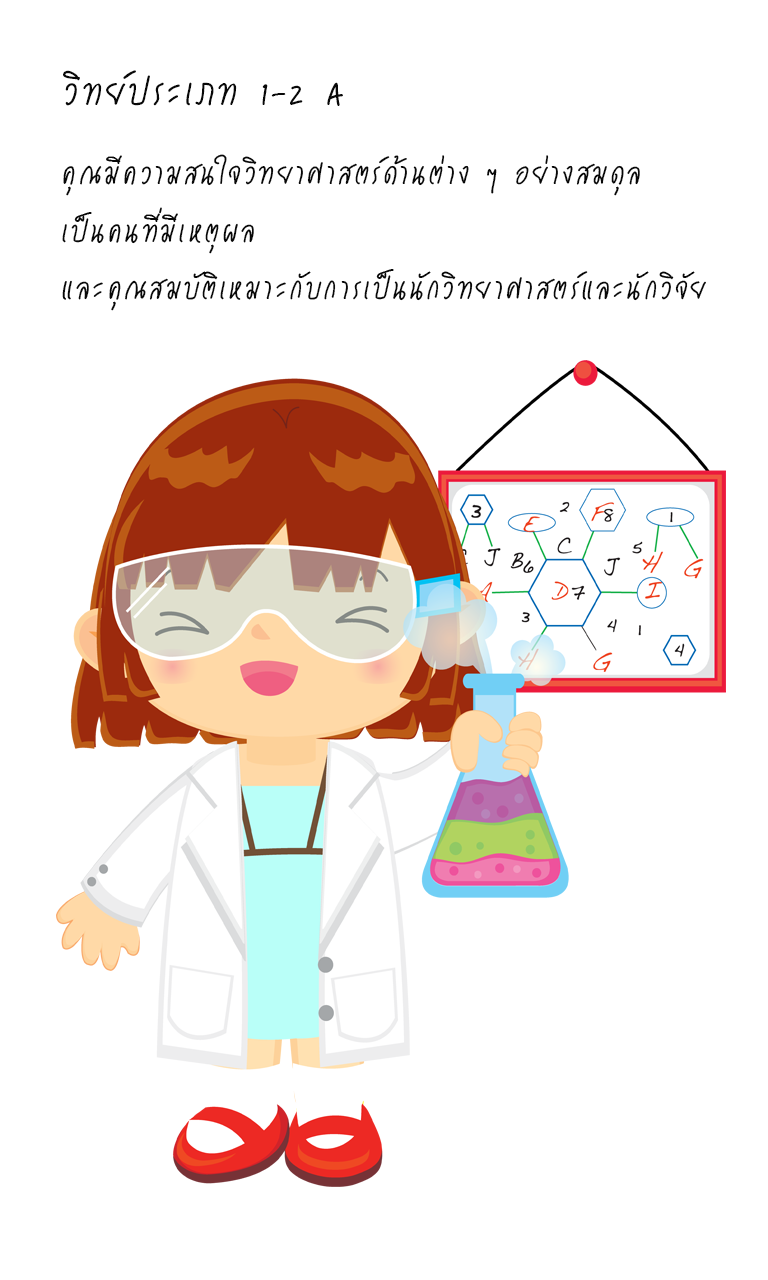 วิทย์ประเภท 1-2 A
คุณมีความสนใจวิทยาศาสตร์ด้านต่าง ๆ อย่างสมดุล
เป็นคนที่มีเหตุผล
และคุณสมบัติเหมาะกับการเป็นนักวิทยาศาสตร์และนักวิจัย
3 E 2 F8 1
J B6 C J 5 H G
A D7 I
3 4 1
H G 4